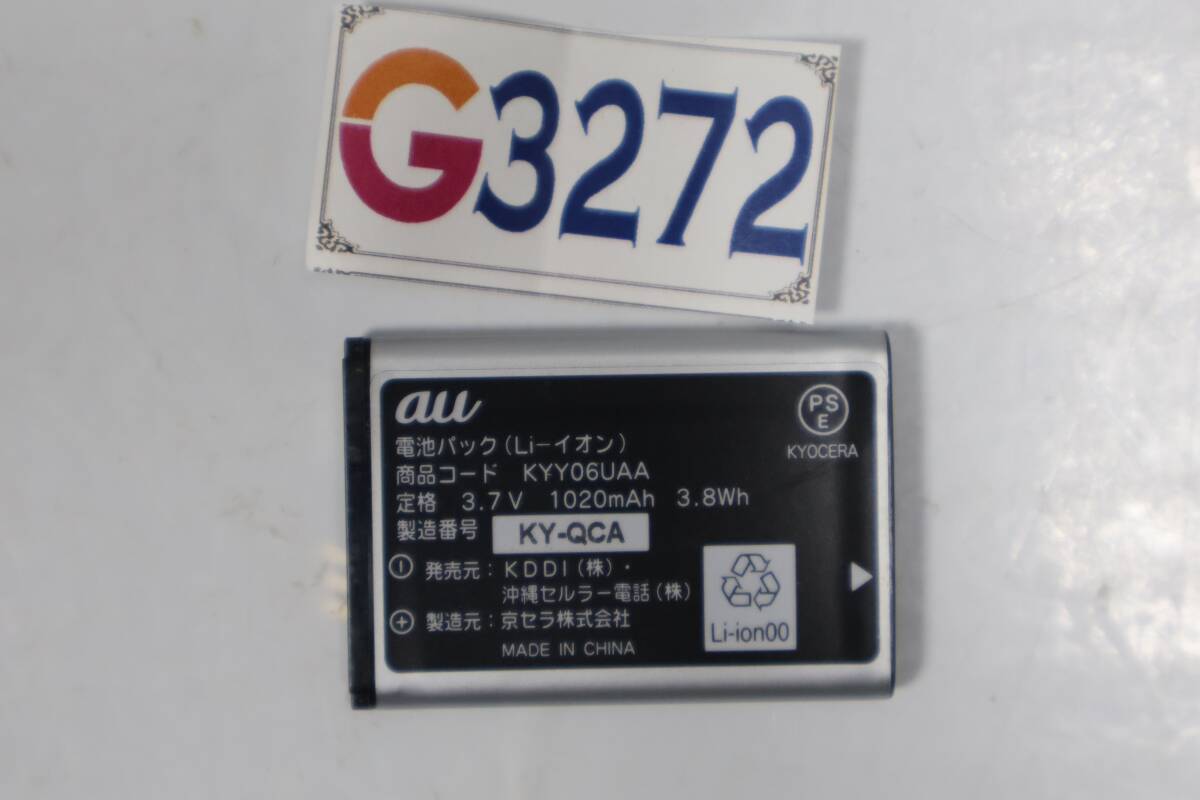 G3272
au
PS
E
KYOCERA
電池パック(Li-イオン)
商品コード KYY06UAA
定格 3.7V 1020mAh 3.8Wh
製造番号 KY-QCA
発売元:KDDI(株)・
沖縄セルラー電話(株)
製造元:京セラ株式会社
MADE IN CHINA
Li-ion00